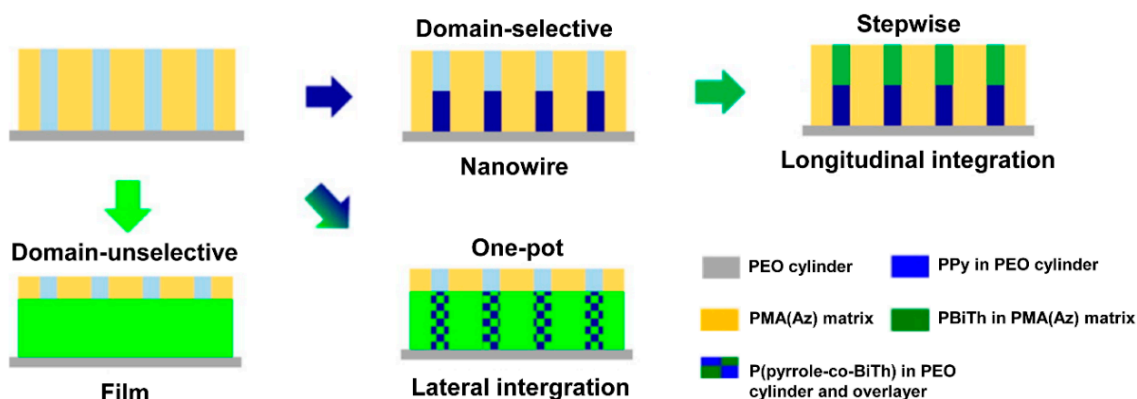 Domain-selective
Stepwise
Nanowire
Longitudinal integration
Domain-unselective
One-pot
Film
Lateral intergration
PEO cylinder
PPy in PEO cylinder
PMA(Az) matrix
PBiTh in PMA(Az) matrix
P(pyrrole-co-BiTh) in PEO
cylinder and overlayer